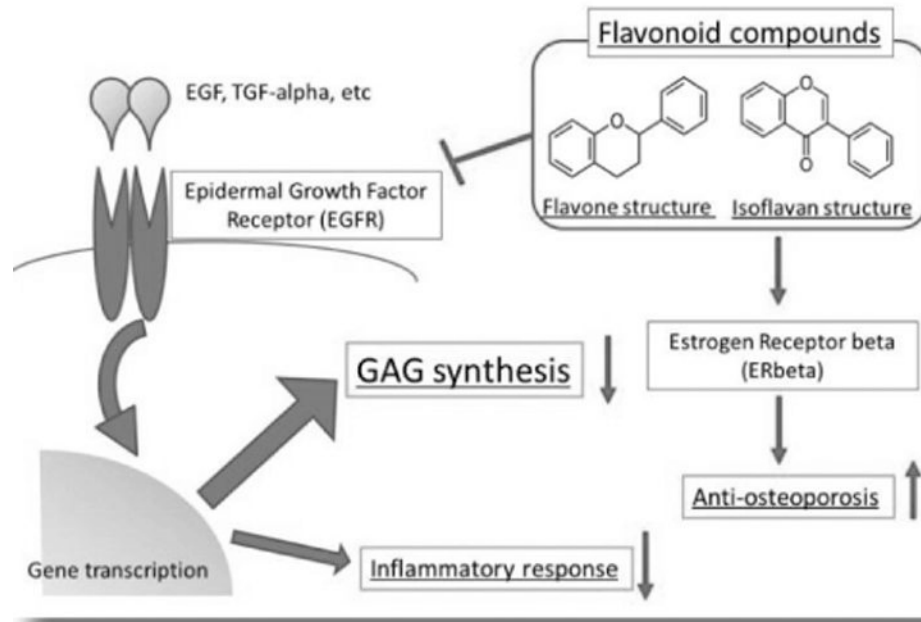 Flavonoid compounds
EGF, TGF-alpha, etc
O
O
O
Epidermal Growth Factor
Receptor (EGFR)
Flavone structure
Isoflavan structure
Estrogen Receptor beta
(ERbeta)
GAG synthesis
Anti-osteoporosis
Gene transcription
Inflammatory response